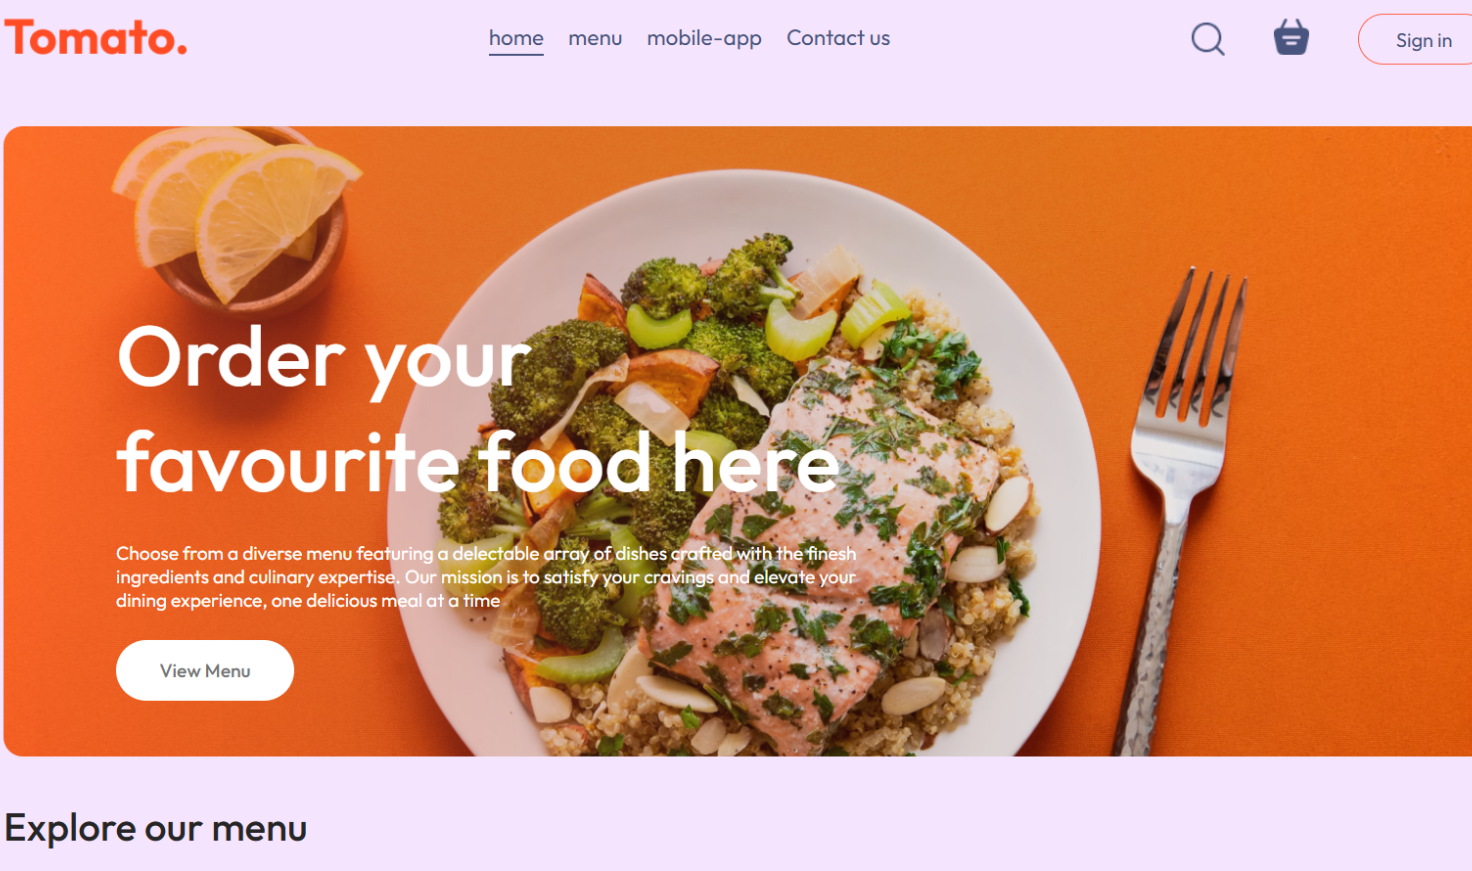 Tomato.
home menu mobile-app Contact us
Sign in
Order your
favourite food here
Choose from a diverse menu featuring a delectable array of dishes crafted with the finesh
ingredients and culinary expertise. Our mission is to satisfy your cravings and elevate your
dining experience, one delicious meal at a time
View Menu
Explore our menu